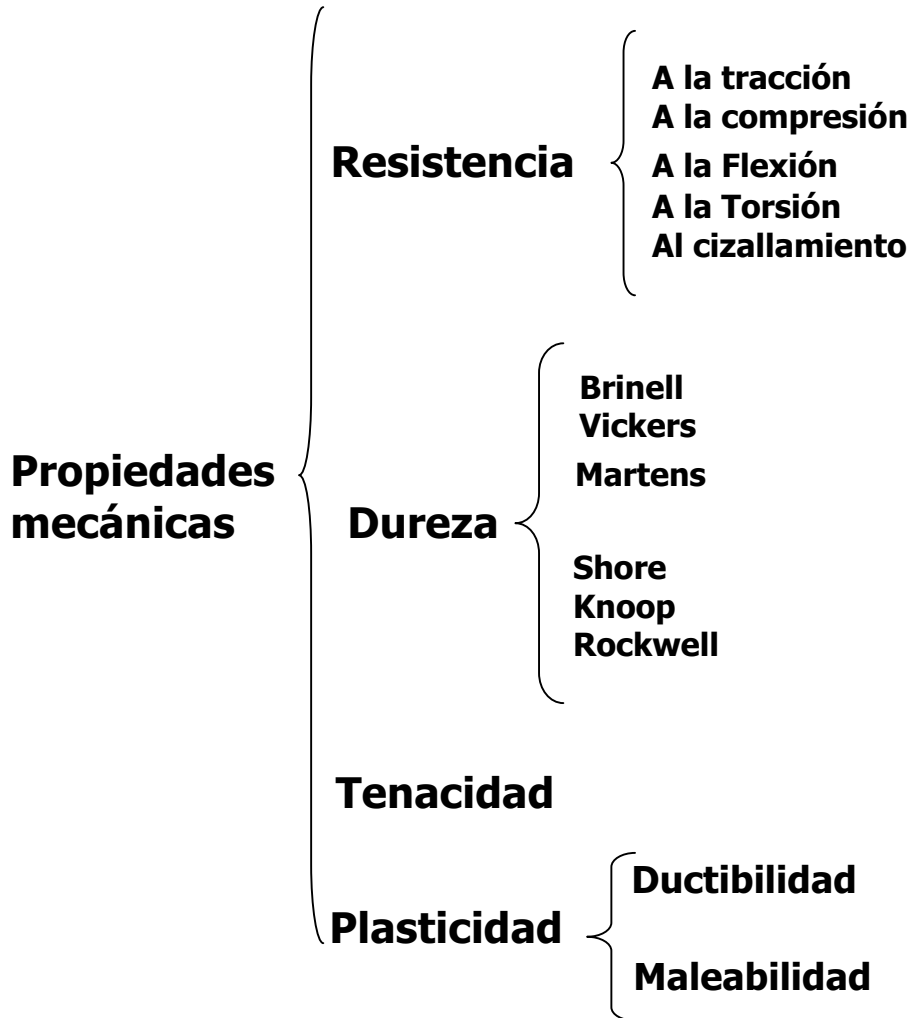 Propiedades
mecánicas
Resistencia
A la tracción
A la compresión
A la Flexión
A la Torsión
Al cizallamiento
Dureza
Brinell
Vickers
Martens
Shore
Knoop
Rockwell
Tenacidad
Plasticidad
Ductibilidad
Maleabilidad